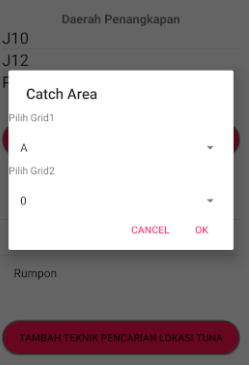 Daerah Penangkapan
J10
J12
Catch Area
Pilih Grid1
A
Pilih Grid2
0
CANCEL OK
Rumpon
TAMBAH TEKNIK PENCARIAN LOKASI TUNA